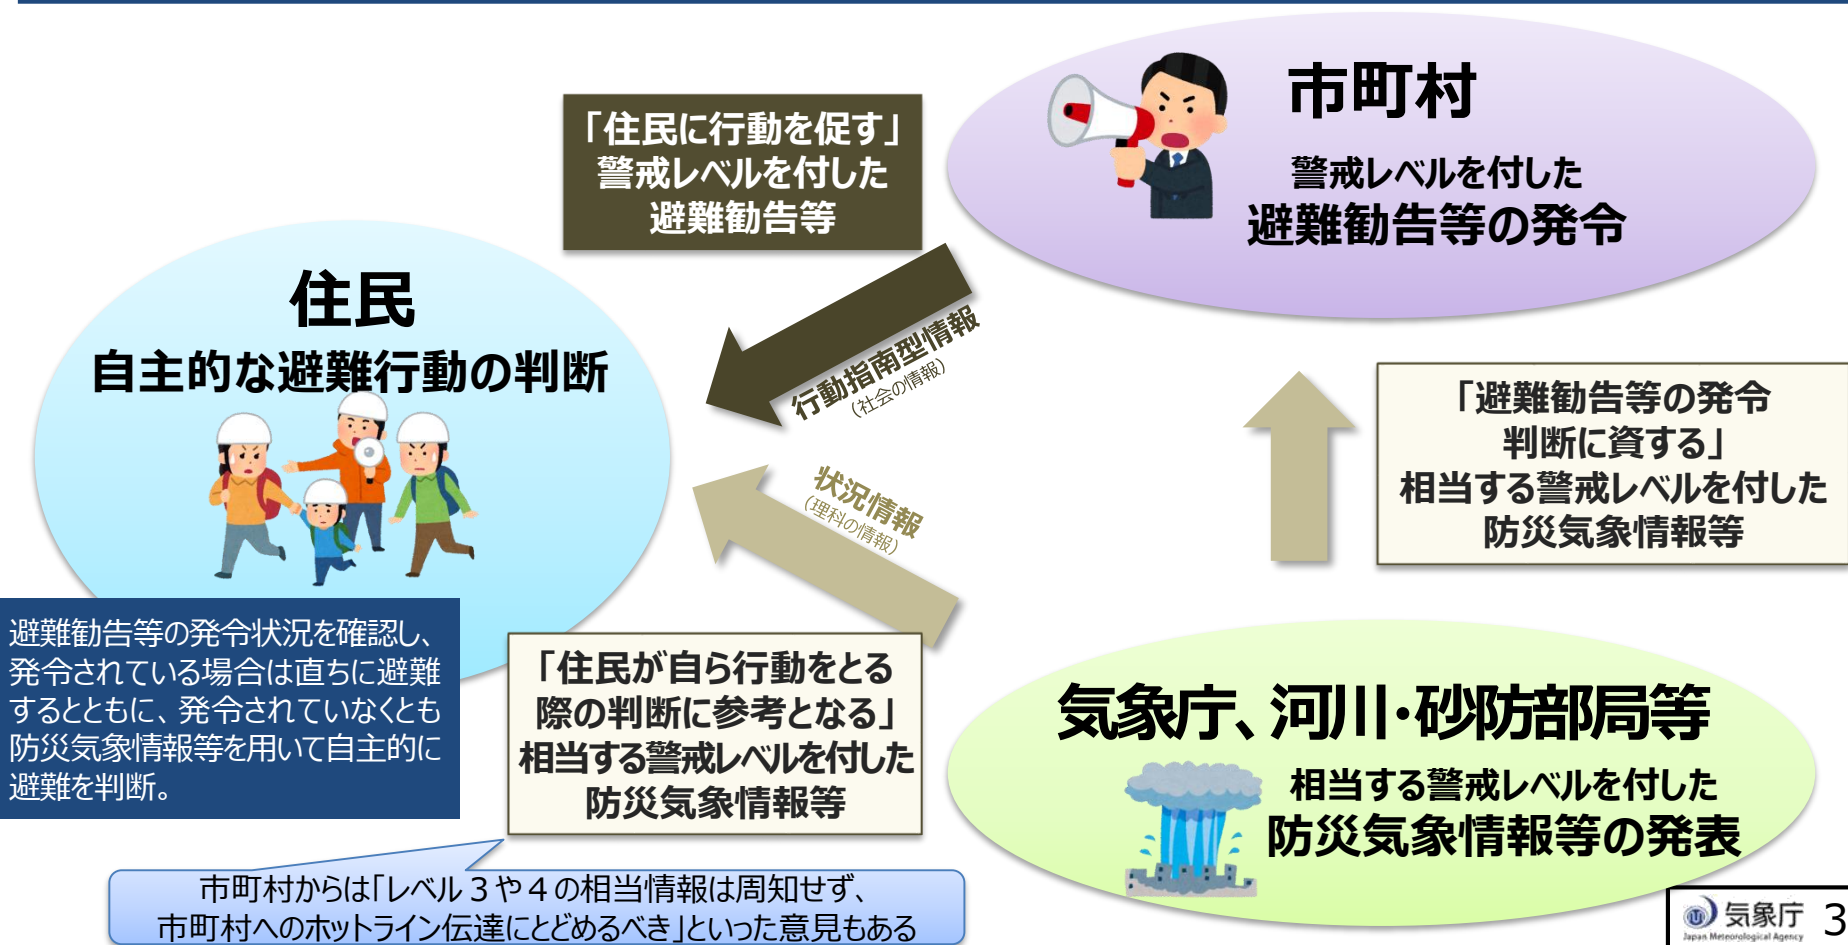 市町村
警戒レベルを付した
避難勧告等の発令
「住民に行動を促す」
警戒レベルを付した
避難勧告等
住民
自主的な避難行動の判断
行動指南型情報
（社会の情報）
状況情報
（理科の情報）
「避難勧告等の発令
判断に資する」
相当する警戒レベルを付した
防災気象情報等
避難勧告等の発令状況を確認し、
発令されている場合は直ちに避難
するとともに、発令されていなくとも
防災気象情報等を用いて自主的に
避難を判断。
「住民が自ら行動をとる
際の判断に参考となる」
相当する警戒レベルを付した
防災気象情報等
気象庁、河川・砂防部局等
相当する警戒レベルを付した
防災気象情報等の発表
市町村からは「レベル３や４の相当情報は周知せず、
市町村へのホットライン伝達にとどめるべき」といった意見もある
気象庁
Japan Meteorological Agency
3